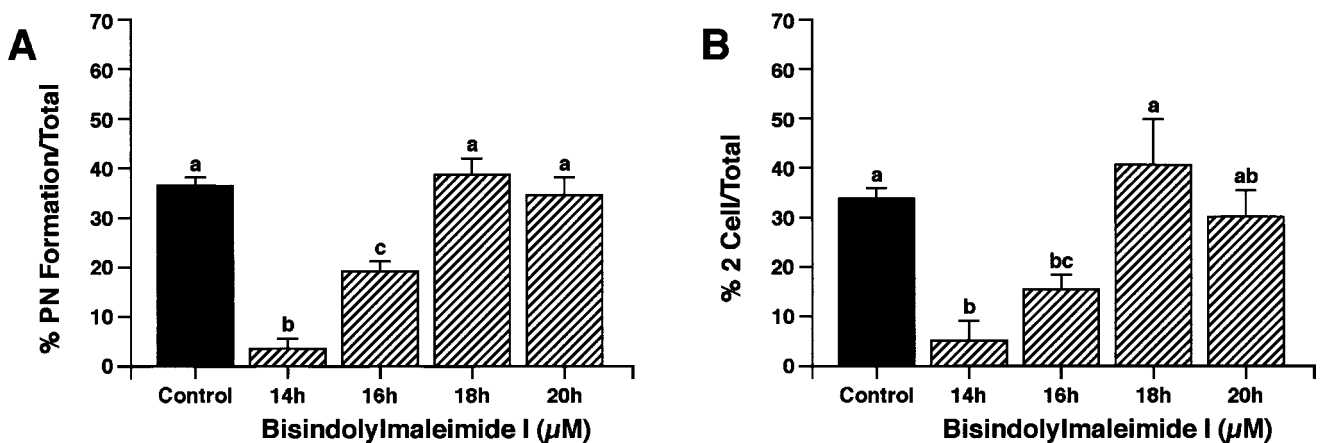 A
% PN Formation/Total
70
60
50
40
30
20
10
0
a
b
c
a
a
Control 14h 16h 18h 20h
Bisindolylmaleimide I (µM)
B
% 2 Cell/Total
70
60
50
40
30
20
10
0
a
b
bc
a
ab
Control 14h 16h 18h 20h
Bisindolylmaleimide I (µM)